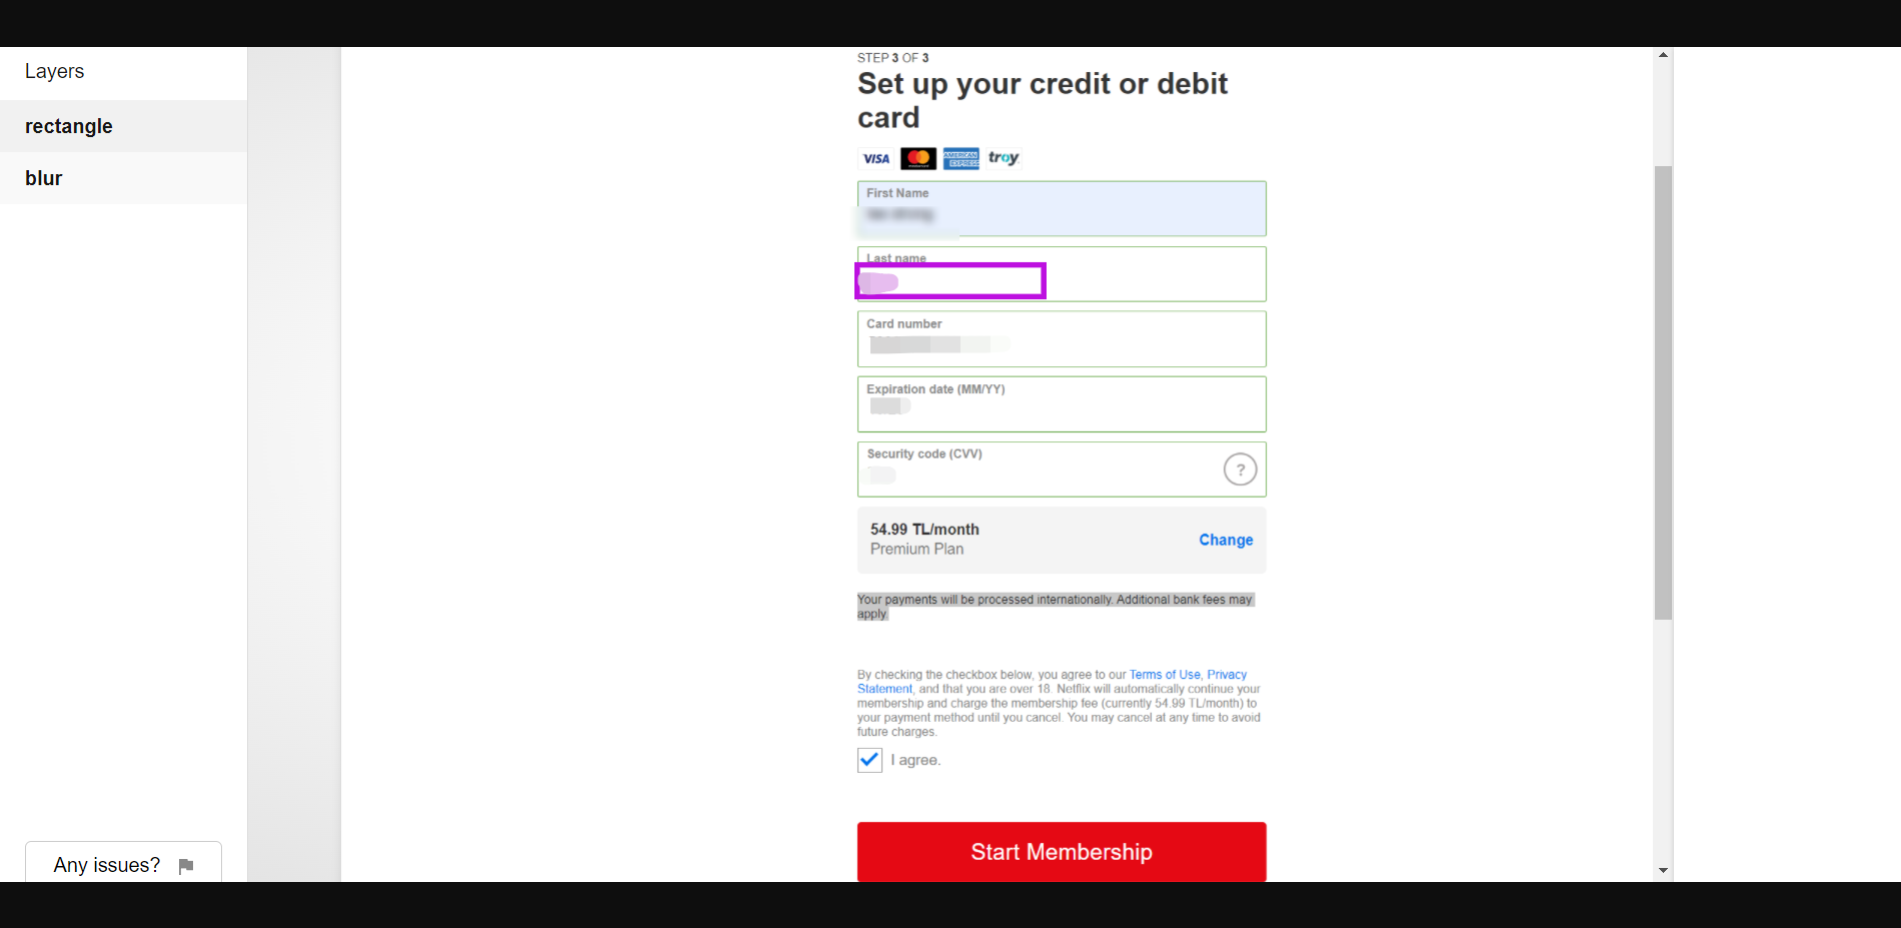 Layers
rectangle
blur
Any issues?
STEP 3 OF 3
Set up your credit or debit
card
VISA
AMERICAN
EXPRESS
troy
First Name
Last name
Card number
Expiration date (MM/YY)
Security code (CVV)
?
54.99 TL/month
Premium Plan
Change
Your payments will be processed internationally. Additional bank fees may
apply.
By checking the checkbox below, you agree to our Terms of Use, Privacy
Statement, and that you are over 18. Netflix will automatically continue your
membership and charge the membership fee (currently 54.99 TL/month) to
your payment method until you cancel. You may cancel at any time to avoid
future charges.
I agree.
Start Membership